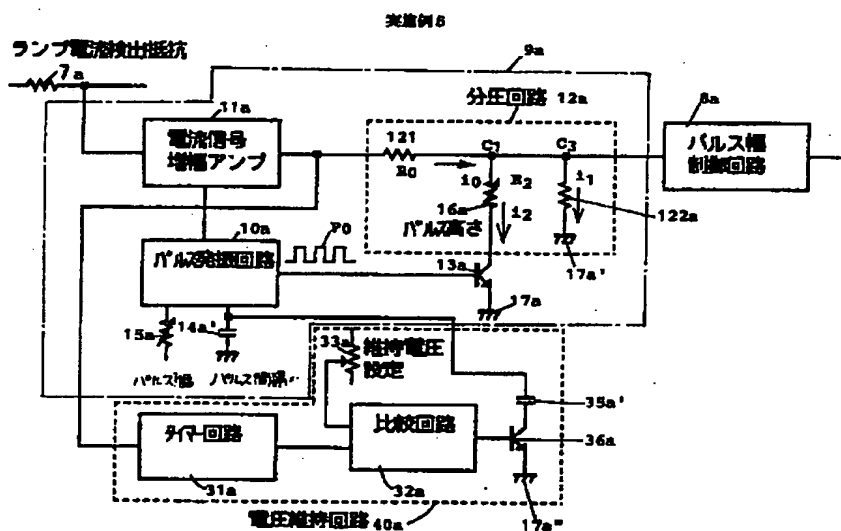 実施例5
ランプ電流検出抵抗
7a
9a
11a
電流信号
増幅アンプ
分圧回路 12a
121
R0
C1
C3
i0
R2
i1
16a
i2
パルス高さ
122a
8a
パルス幅
制御回路
10a
パルス発振回路
P0
13a
17a
17a'
15a
14a'
パルス幅
パルス間隔
33a
維持電圧
設定
35a'
タイマー回路
比較回路
36a
31a
32a
電圧維持回路
40a
17a"